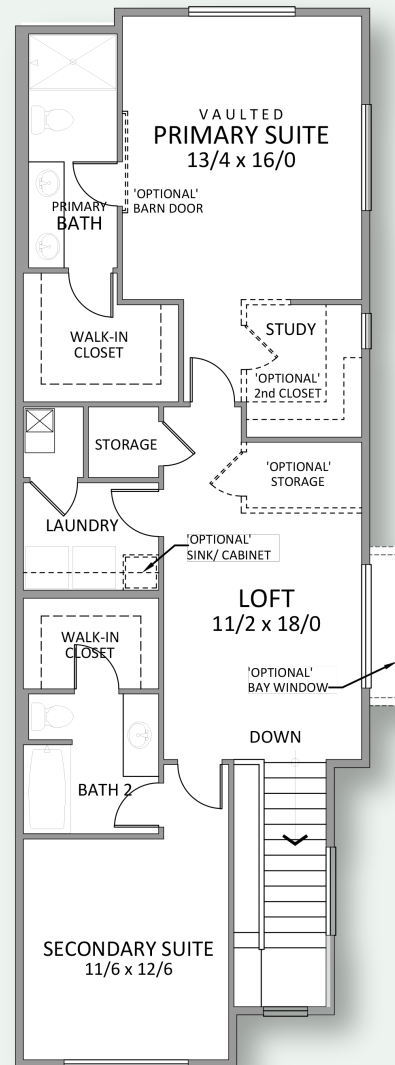 VAULTED
PRIMARY SUITE
13/4 x 16/0
'OPTIONAL'
BARN DOOR
PRIMARY
BATH
WALK-IN
CLOSET
STUDY
'OPTIONAL'
2nd CLOSET
STORAGE
'OPTIONAL'
STORAGE
LAUNDRY
'OPTIONAL'
SINK/ CABINET
LOFT
11/2 x 18/0
WALK-IN
CLOSET
'OPTIONAL'
BAY WINDOW
DOWN
BATH 2
SECONDARY SUITE
11/6 x 12/6